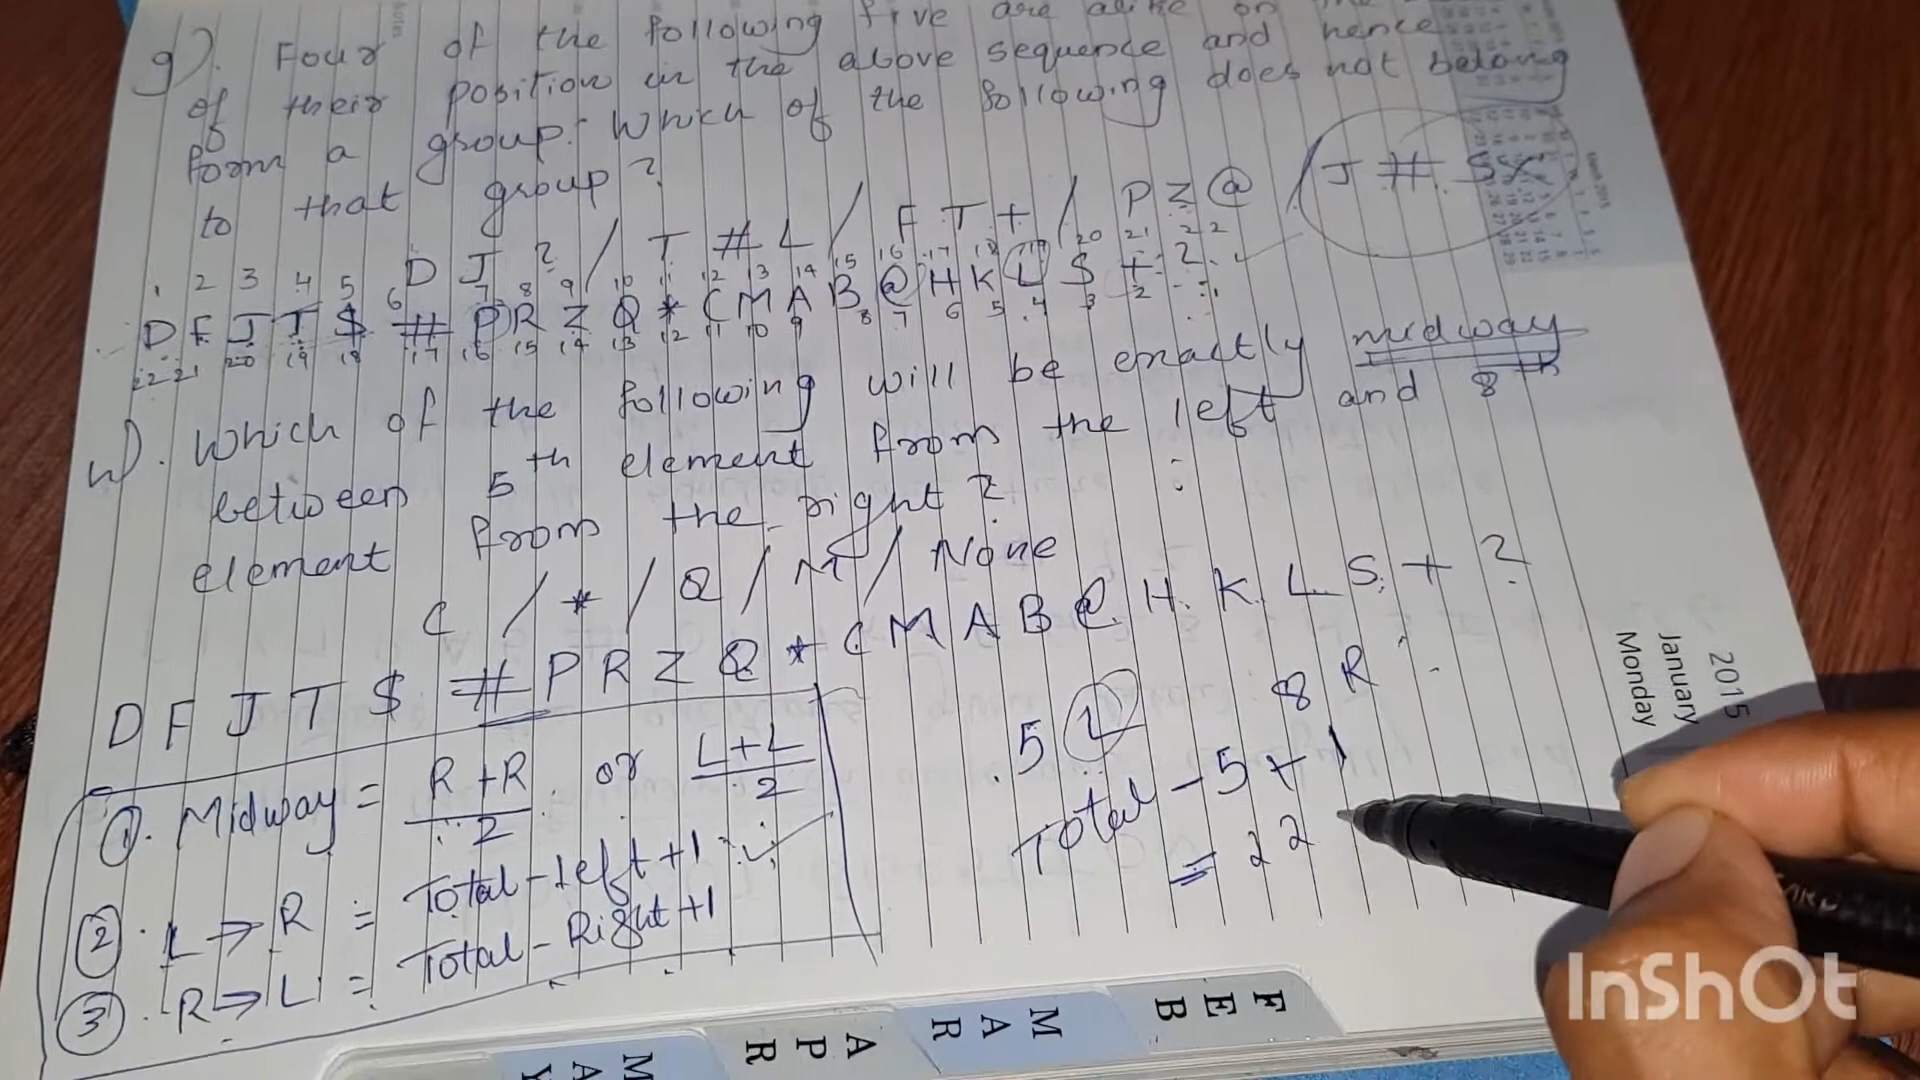 g). Four of the following five are alike on the
of their position in the above sequence and hence
form a group. Which of the following does not belong
to that group?
D J ? / T # L / F T + / P Z @ / J # S
1 2 3 4 5 6 7 8 9 10 11 12 13 14 15 16 17 18 19 20 21 22
D F J T $ # P R Z Q * C M A B @ H K L S + ?
22 21 20 19 18 17 16 15 14 13 12 11 10 9 8 7 6 5 4 3 2 1
h). Which of the following will be exactly midway
between 5th element from the left and 8th
element from the right ?
C / * / Q / M / None
D F J T $ # P R Z Q * C M A B @ H K L S + ?
① Midway = R+R/2 or L+L/2
② L → R = Total - left + 1
③ R → L = Total - Right + 1
5 L 8 R
Total - 5 + 1
= 22
2015
January
Monday
FEB
MAR
APR
MAY
InShOt